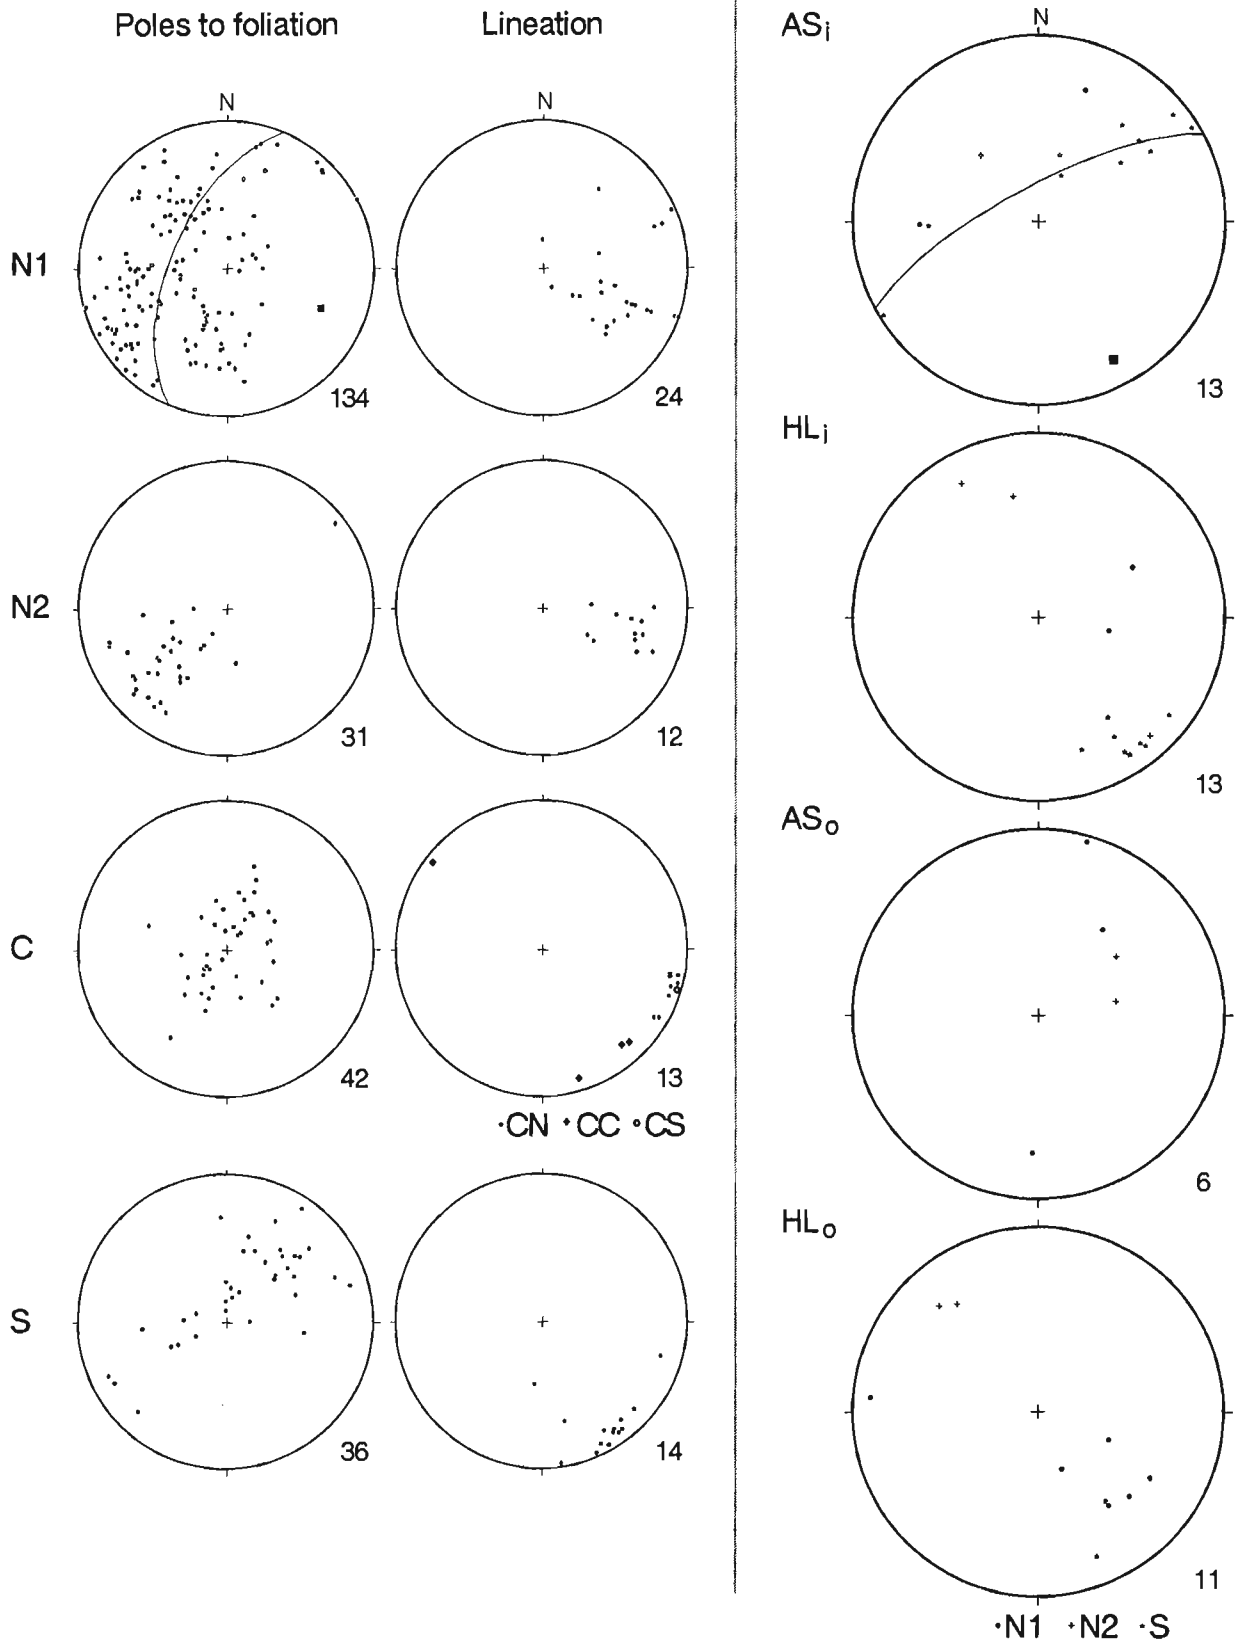 Poles to foliation
Lineation
N
N
N1
134
24
N2
31
12
C
42
13
·CN ⬩CC ∘CS
S
36
14
ASi
N
13
HLi
13
ASo
6
HLo
11
·N1 +N2 ⋆S